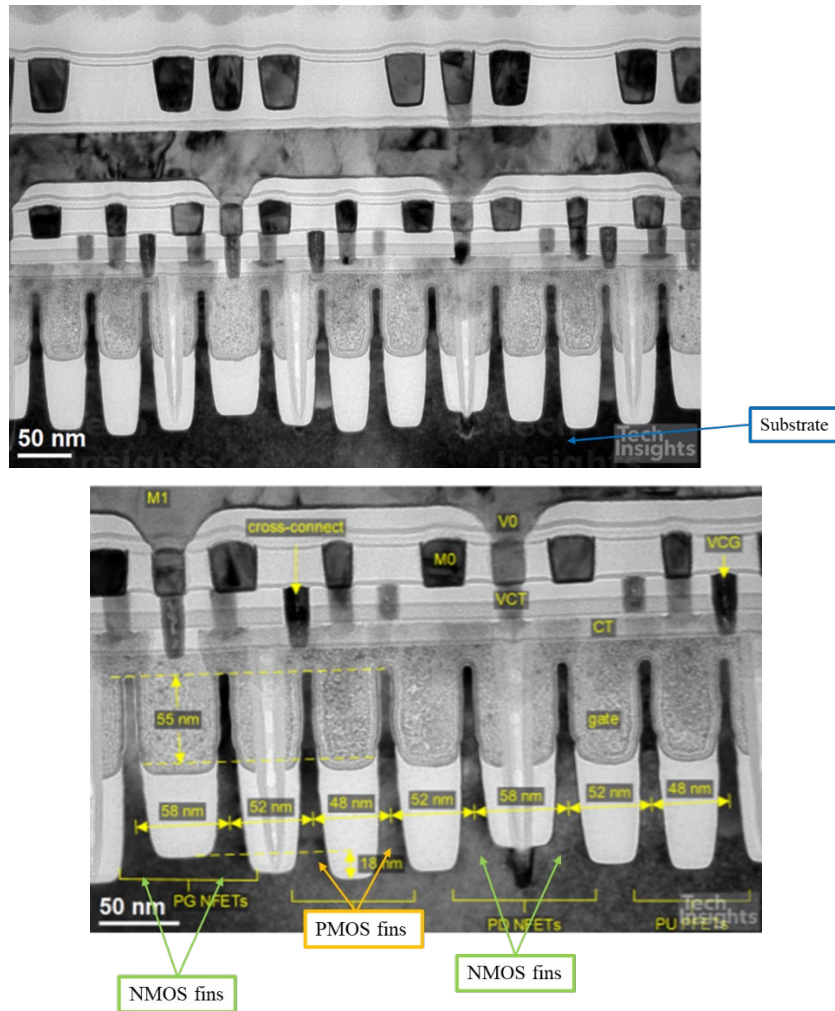 50 nm
Tech
Insights
Substrate
M1
cross-connect
V0
VCG
M0
VCT
CT
55 nm
gate
58 nm
52 nm
48 nm
52 nm
58 nm
52 nm
48 nm
18 nm
50 nm
PG NFETs
PD NFETs
PU PFETs
Tech
Insights
PMOS fins
NMOS fins
NMOS fins